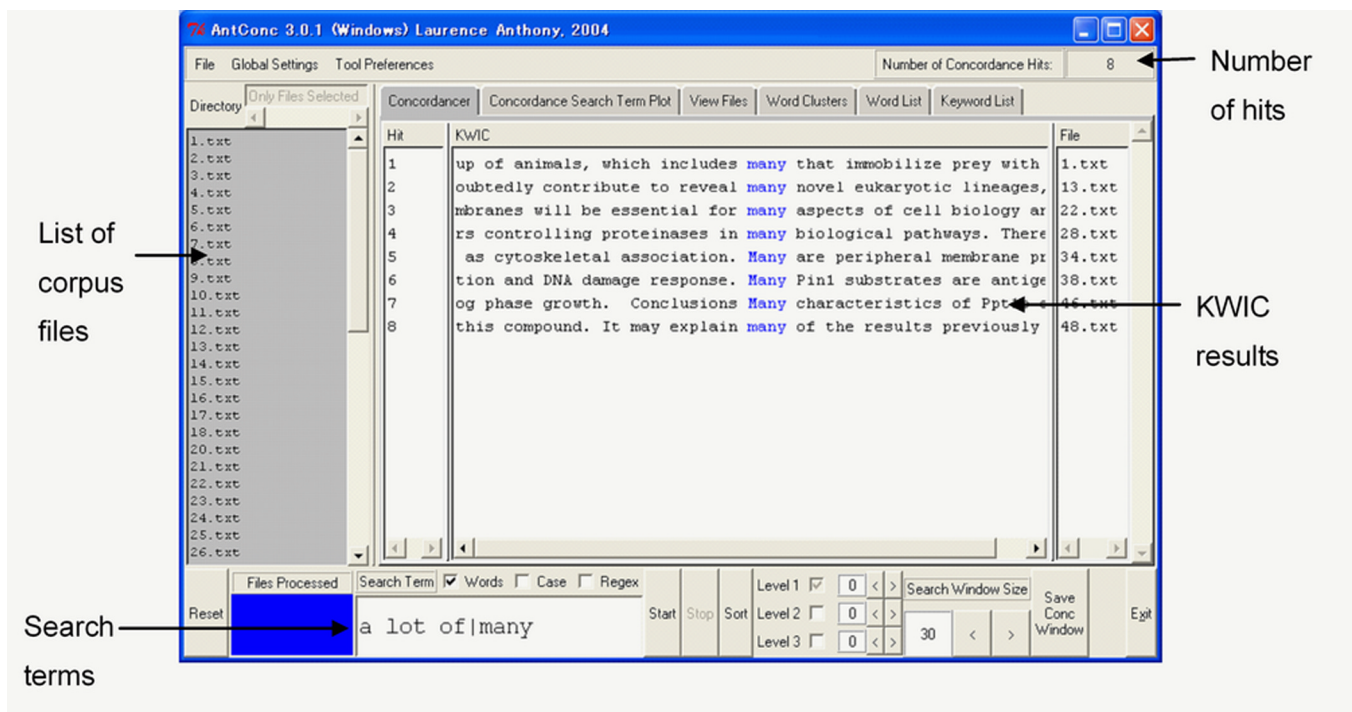 AntConc 3.0.1 (Windows) Laurence Anthony, 2004
File Global Settings Tool Preferences
Number of Concordance Hits: 8
Number
of hits
Directory
Only Files Selected
Concordancer Concordance Search Term Plot View Files Word Clusters Word List Keyword List
1.txt
2.txt
3.txt
4.txt
5.txt
6.txt
7.txt
8.txt
9.txt
10.txt
11.txt
12.txt
13.txt
14.txt
15.txt
16.txt
17.txt
18.txt
20.txt
21.txt
22.txt
23.txt
24.txt
25.txt
26.txt
List of
corpus
files
Hit KWIC File
1 up of animals, which includes many that immobilize prey with 1.txt
2 oubtedly contribute to reveal many novel eukaryotic lineages, 13.txt
3 mbranes will be essential for many aspects of cell biology ar 22.txt
4 rs controlling proteinases in many biological pathways. There 28.txt
5 as cytoskeletal association. Many are peripheral membrane pr 34.txt
6 tion and DNA damage response. Many Pin1 substrates are antige 38.txt
7 og phase growth. Conclusions Many characteristics of 46.txt
8 this compound. It may explain many of the results previously 48.txt
KWIC
results
Reset
Files Processed
Search Term Words Case Regex
a lot of|many
Start Stop Sort
Level 1 0 < >
Level 2 0 < >
Level 3 0 < >
Search Window Size
30 < >
Save
Conc
Window
Exit
Search
terms